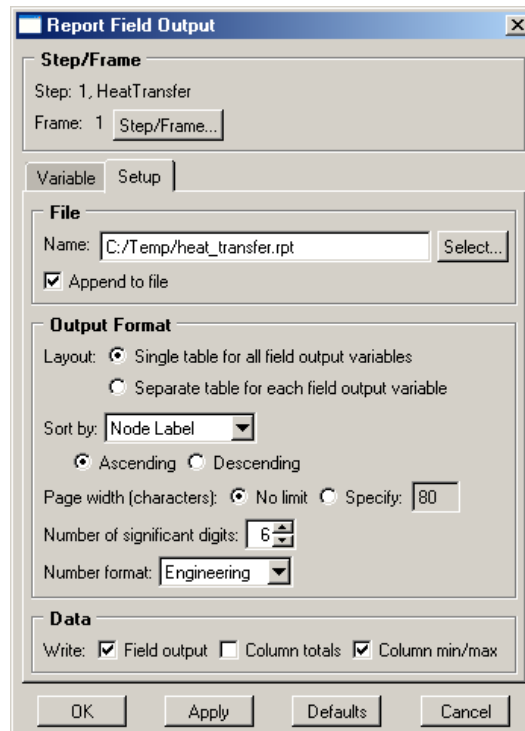 Report Field Output
Step/Frame
Step: 1, HeatTransfer
Frame: 1 Step/Frame...
Variable Setup
File
Name: C:/Temp/heat_transfer.rpt Select...
Append to file
Output Format
Layout: Single table for all field output variables
Separate table for each field output variable
Sort by: Node Label
Ascending Descending
Page width (characters): No limit Specify: 80
Number of significant digits: 6
Number format: Engineering
Data
Write: Field output Column totals Column min/max
OK Apply Defaults Cancel